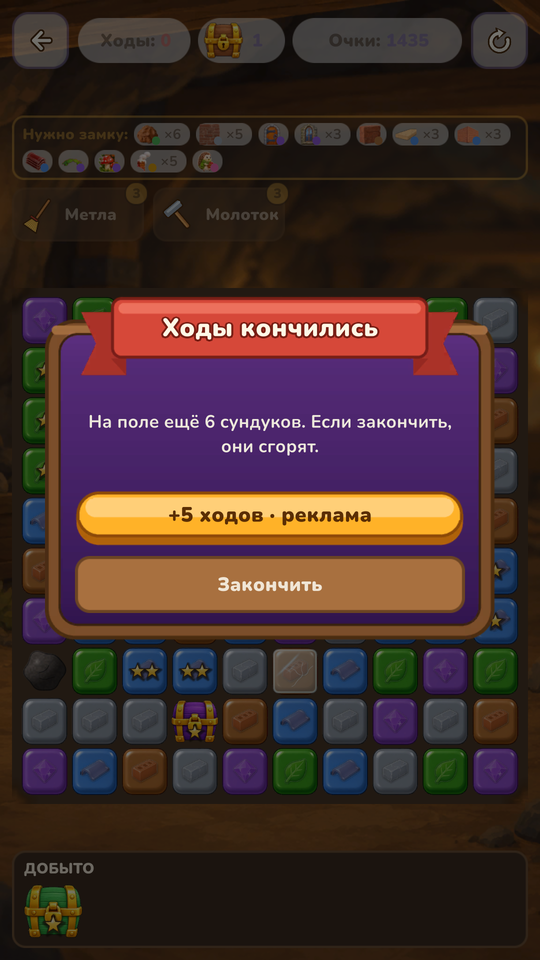 Ходы: 0
1
Очки: 1435
Нужно замку: ×6 ×5 ×3 ×3 ×3
×5
3
3
Метла
Молоток
Ходы кончились
На поле ещё 6 сундуков. Если закончить,
они сгорят.
+5 ходов · реклама
Закончить
ДОБЫТО